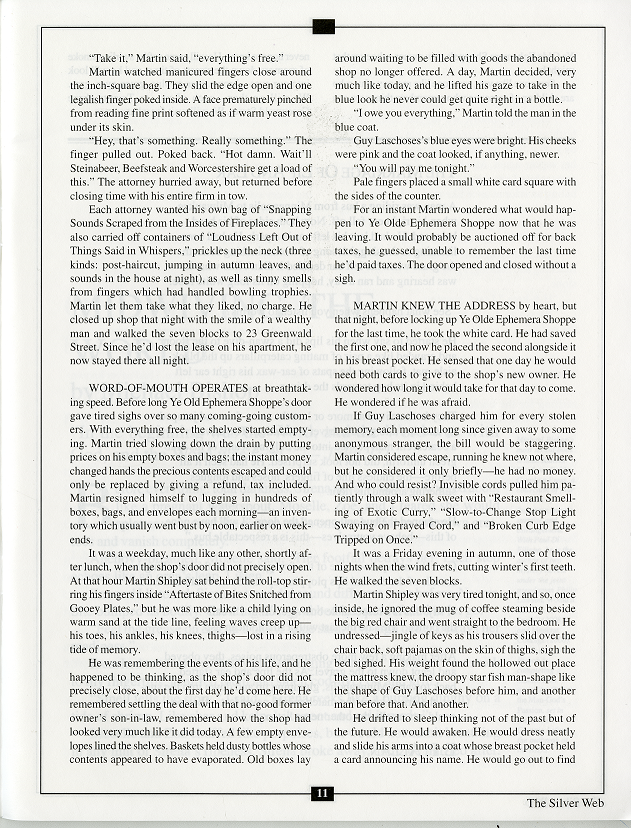 “Take it,” Martin said, “everything’s free.”
Martin watched manicured fingers close around
the inch-square bag. They slid the edge open and one
legalish finger poked inside. A face prematurely pinched
from reading fine print softened as if warm yeast rose
under its skin.
“Hey, that’s something. Really something.” The
finger pulled out. Poked back. “Hot damn. Wait’ll
Steinabeer, Beefsteak and Worcestershire get a load of
this.” The attorney hurried away, but returned before
closing time with his entire firm in tow.
Each attorney wanted his own bag of “Snapping
Sounds Scraped from the Insides of Fireplaces.” They
also carried off containers of “Loudness Left Out of
Things Said in Whispers,” prickles up the neck (three
kinds: post-haircut, jumping in autumn leaves, and
sounds in the house at night), as well as tinny smells
from fingers which had handled bowling trophies.
Martin let them take what they liked, no charge. He
closed up shop that night with the smile of a wealthy
man and walked the seven blocks to 23 Greenwald
Street. Since he’d lost the lease on his apartment, he
now stayed there all night.
WORD-OF-MOUTH OPERATES at breathtak-
ing speed. Before long Ye Old Ephemera Shoppe’s door
gave tired sighs over so many coming-going custom-
ers. With everything free, the shelves started empty-
ing. Martin tried slowing down the drain by putting
prices on his empty boxes and bags; the instant money
changed hands the precious contents escaped and could
only be replaced by giving a refund, tax included.
Martin resigned himself to lugging in hundreds of
boxes, bags, and envelopes each morning—an inven-
tory which usually went bust by noon, earlier on week-
ends.
It was a weekday, much like any other, shortly af-
ter lunch, when the shop’s door did not precisely open.
At that hour Martin Shipley sat behind the roll-top stir-
ring his fingers inside “Aftertaste of Bites Snitched from
Gooey Plates,” but he was more like a child lying on
warm sand at the tide line, feeling waves creep up—
his toes, his ankles, his knees, thighs—lost in a rising
tide of memory.
He was remembering the events of his life, and he
happened to be thinking, as the shop’s door did not
precisely close, about the first day he’d come here. He
remembered settling the deal with that no-good former
owner’s son-in-law, remembered how the shop had
looked very much like it did today. A few empty enve-
lopes lined the shelves. Baskets held dusty bottles whose
contents appeared to have evaporated. Old boxes lay
around waiting to be filled with goods the abandoned
shop no longer offered. A day, Martin decided, very
much like today, and he lifted his gaze to take in the
blue look he never could get quite right in a bottle.
“I owe you everything,” Martin told the man in the
blue coat.
Guy Laschoses’s blue eyes were bright. His cheeks
were pink and the coat looked, if anything, newer.
“You will pay me tonight.”
Pale fingers placed a small white card square with
the sides of the counter.
For an instant Martin wondered what would hap-
pen to Ye Olde Ephemera Shoppe now that he was
leaving. It would probably be auctioned off for back
taxes, he guessed, unable to remember the last time
he’d paid taxes. The door opened and closed without a
sigh.
MARTIN KNEW THE ADDRESS by heart, but
that night, before locking up Ye Olde Ephemera Shoppe
for the last time, he took the white card. He had saved
the first one, and now he placed the second alongside it
in his breast pocket. He sensed that one day he would
need both cards to give to the shop’s new owner. He
wondered how long it would take for that day to come.
He wondered if he was afraid.
If Guy Laschoses charged him for every stolen
memory, each moment long since given away to some
anonymous stranger, the bill would be staggering.
Martin considered escape, running he knew not where,
but he considered it only briefly—he had no money.
And who could resist? Invisible cords pulled him pa-
tiently through a walk sweet with “Restaurant Smell-
ing of Exotic Curry,” “Slow-to-Change Stop Light
Swaying on Frayed Cord,” and “Broken Curb Edge
Tripped on Once.”
It was a Friday evening in autumn, one of those
nights when the wind frets, cutting winter’s first teeth.
He walked the seven blocks.
Martin Shipley was very tired tonight, and so, once
inside, he ignored the mug of coffee steaming beside
the big red chair and went straight to the bedroom. He
undressed—jingle of keys as his trousers slid over the
chair back, soft pajamas on the skin of thighs, sigh the
bed sighed. His weight found the hollowed out place
the mattress knew, the droopy star fish man-shape like
the shape of Guy Laschoses before him, and another
man before that. And another.
He drifted to sleep thinking not of the past but of
the future. He would awaken. He would dress neatly
and slide his arms into a coat whose breast pocket held
a card announcing his name. He would go out to find
11
The Silver Web